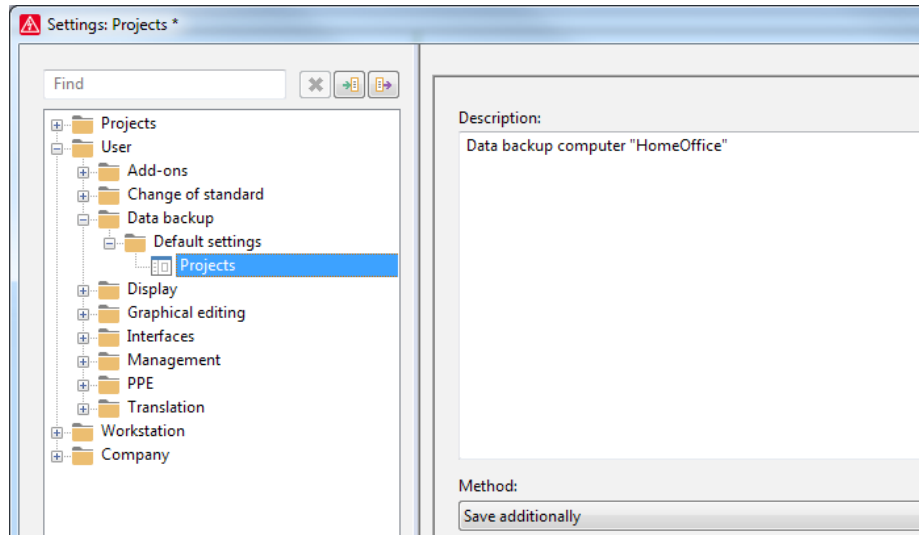 Settings: Projects *
Find
Projects
User
Add-ons
Change of standard
Data backup
Default settings
Projects
Display
Graphical editing
Interfaces
Management
PPE
Translation
Workstation
Company
Description:
Data backup computer "HomeOffice"
Method:
Save additionally